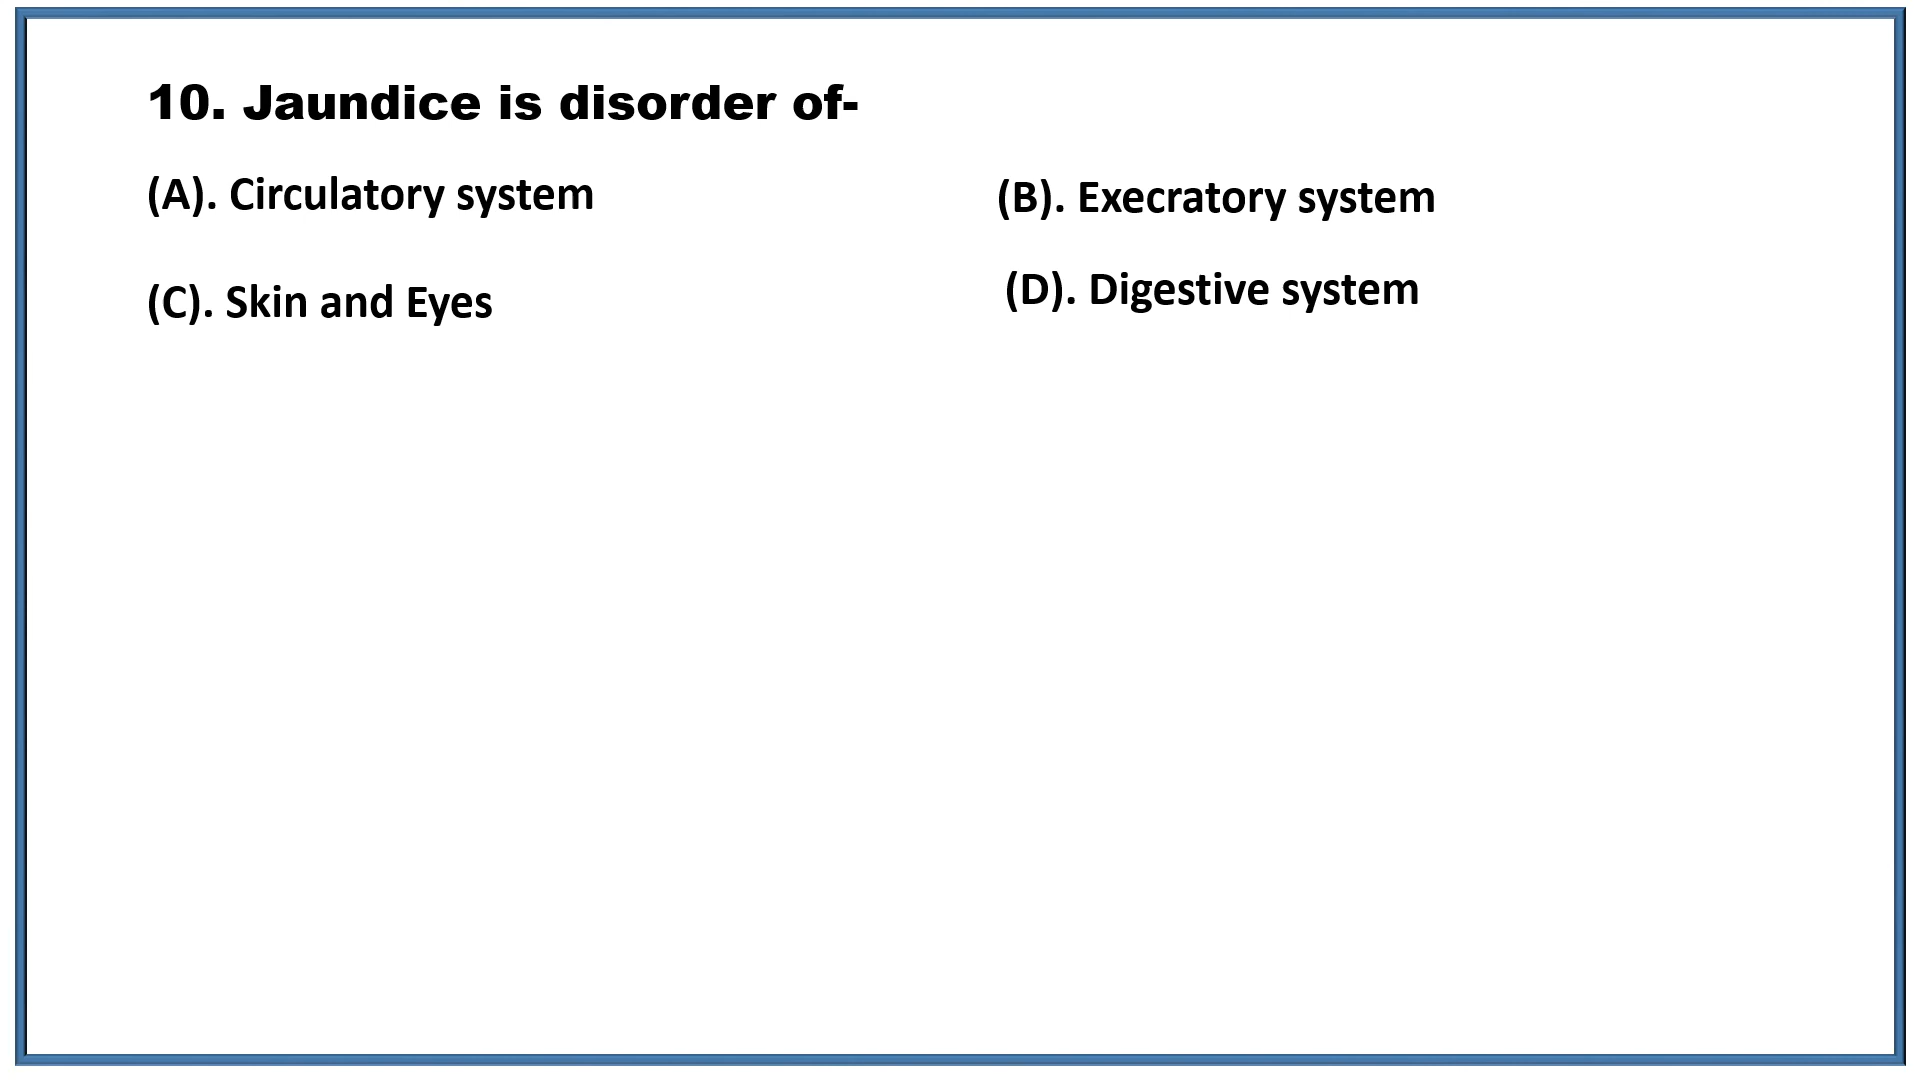 10. Jaundice is disorder of-
(A). Circulatory system
(B). Execratory system
(C). Skin and Eyes
(D). Digestive system